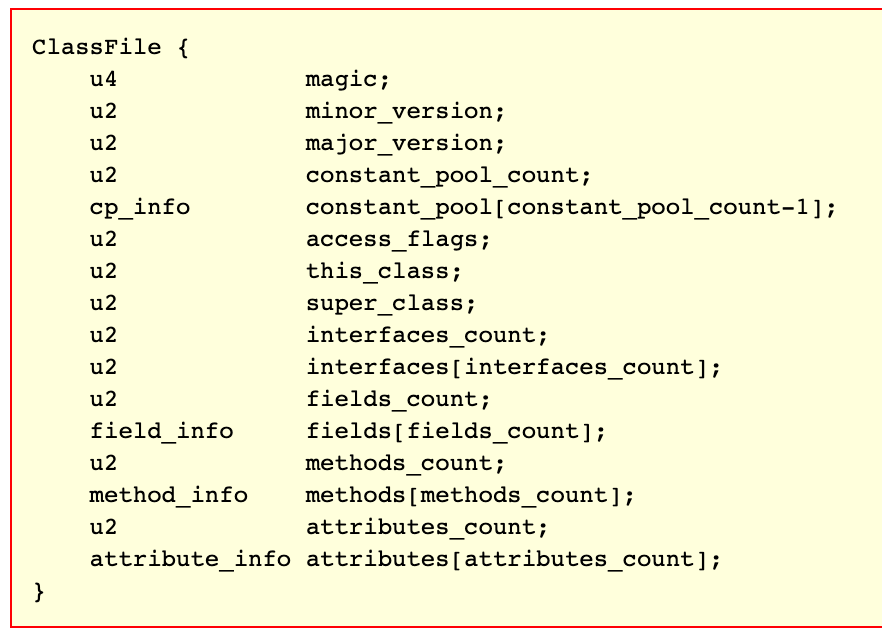 ClassFile {
    u4             magic;
    u2             minor_version;
    u2             major_version;
    u2             constant_pool_count;
    cp_info        constant_pool[constant_pool_count-1];
    u2             access_flags;
    u2             this_class;
    u2             super_class;
    u2             interfaces_count;
    u2             interfaces[interfaces_count];
    u2             fields_count;
    field_info     fields[fields_count];
    u2             methods_count;
    method_info    methods[methods_count];
    u2             attributes_count;
    attribute_info attributes[attributes_count];
}